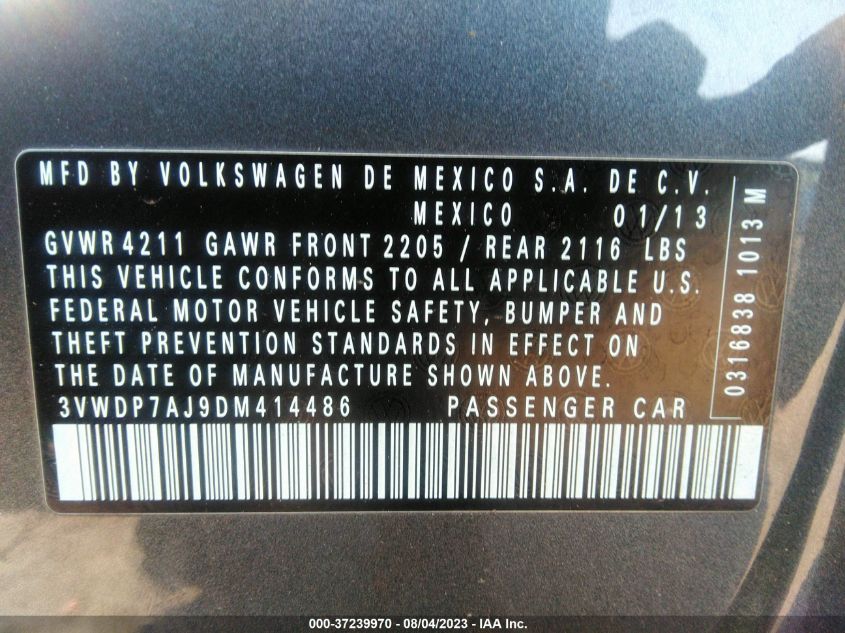 MFD BY VOLKSWAGEN DE MEXICO S.A. DE C.V.
MEXICO 01/13
GVWR 4211 GAWR FRONT 2205 / REAR 2116 LBS
THIS VEHICLE CONFORMS TO ALL APPLICABLE U.S.
FEDERAL MOTOR VEHICLE SAFETY, BUMPER AND
THEFT PREVENTION STANDARDS IN EFFECT ON
THE DATE OF MANUFACTURE SHOWN ABOVE.
3VWDP7AJ9DM414486 PASSENGER CAR
0316838 1013 M
000-37239970 - 08/04/2023 - IAA Inc.